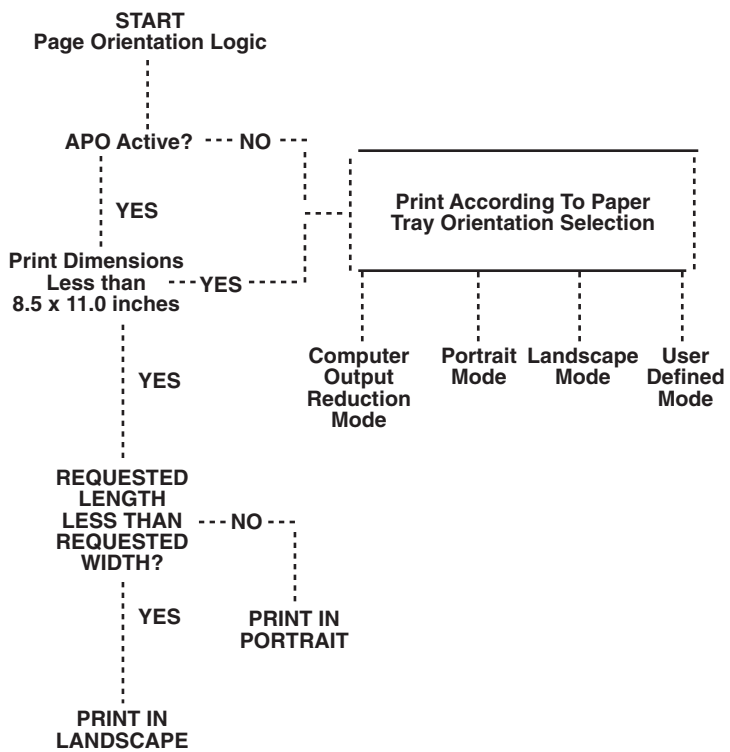 START
Page Orientation Logic
APO Active?
NO
YES
Print According To Paper
Tray Orientation Selection
Print Dimensions
Less than
8.5 x 11.0 inches
YES
Computer
Output
Reduction
Mode
Portrait
Mode
Landscape
Mode
User
Defined
Mode
YES
REQUESTED
LENGTH
LESS THAN
REQUESTED
WIDTH?
NO
YES
PRINT IN
PORTRAIT
PRINT IN
LANDSCAPE